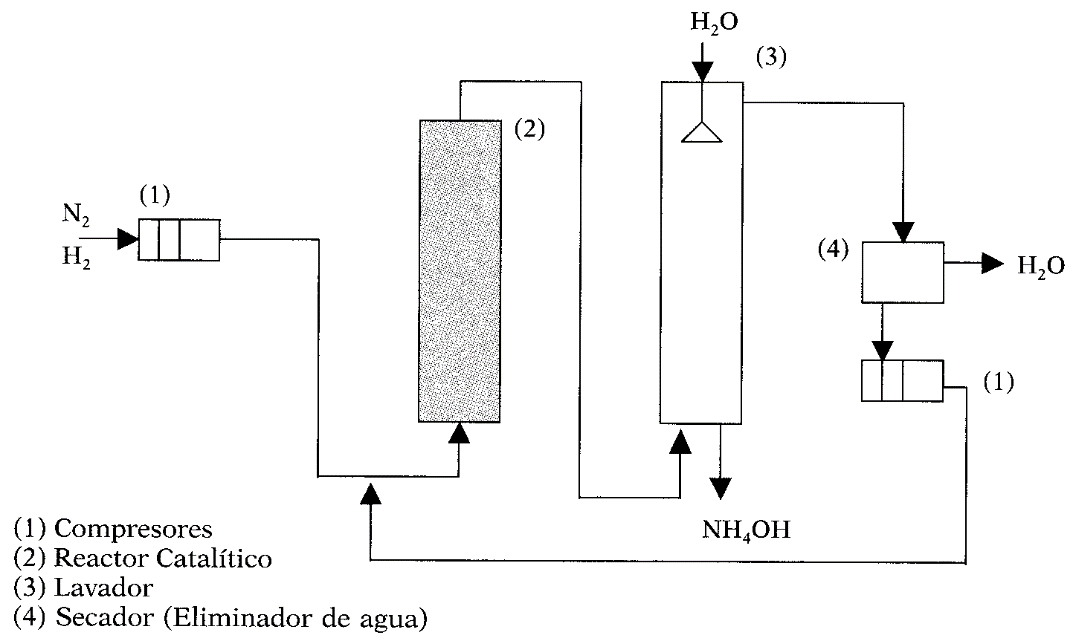 H₂O
(3)
(2)
(1)
N₂
H₂
(4)
H₂O
(1)
NH₄OH
(1) Compresores
(2) Reactor Catalítico
(3) Lavador
(4) Secador (Eliminador de agua)